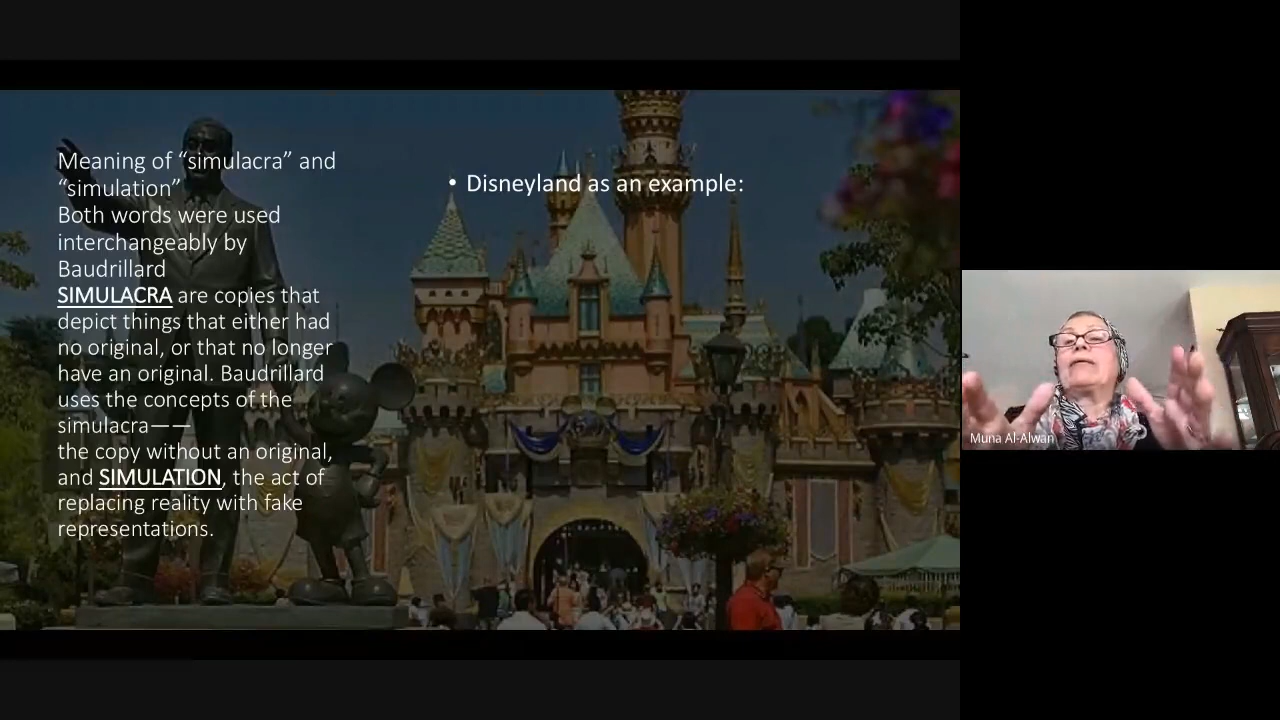 Meaning of “simulacra” and
“simulation”
Both words were used
interchangeably by
Baudrillard
SIMULACRA are copies that
depict things that either had
no original, or that no longer
have an original. Baudrillard
uses the concepts of the
simulacra——
the copy without an original,
and SIMULATION, the act of
replacing reality with fake
representations.
• Disneyland as an example:
Muna Al-Alwan